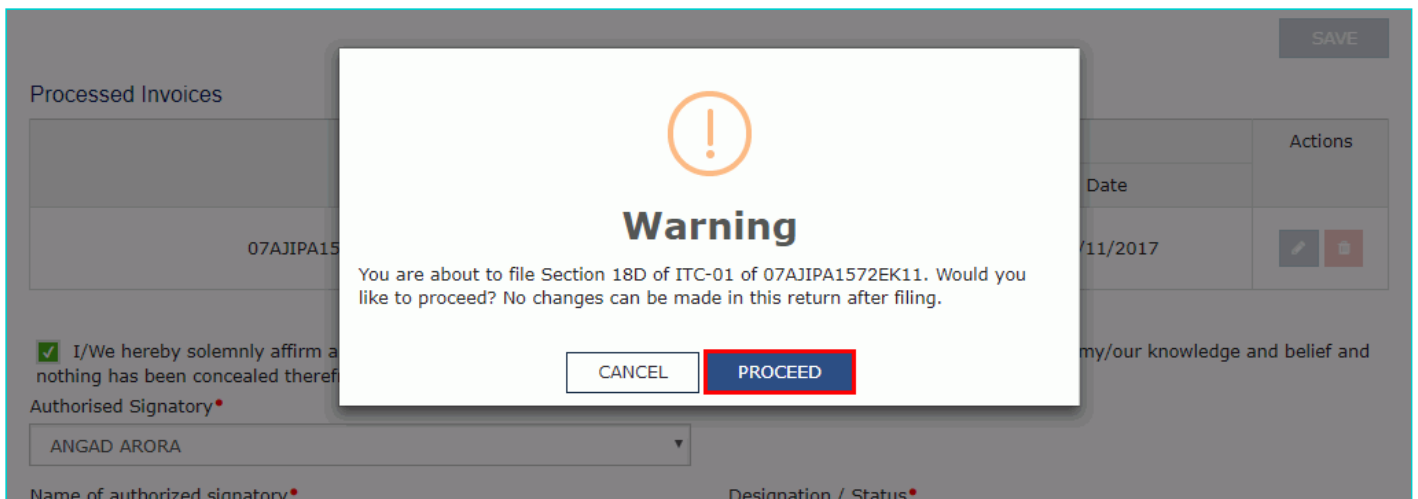 SAVE
Processed Invoices
Actions
Date
07AJIPA15
/11/2017
Warning
You are about to file Section 18D of ITC-01 of 07AJIPA1572EK11. Would you
like to proceed? No changes can be made in this return after filing.
CANCEL PROCEED
I/We hereby solemnly affirm a my/our knowledge and belief and
nothing has been concealed theref
Authorised Signatory•
ANGAD ARORA
Name of authorized signatory• Designation / Status•